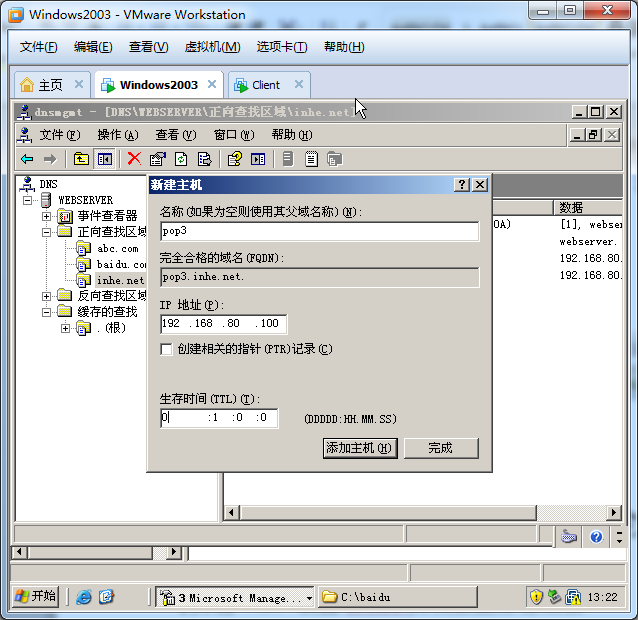 Windows2003 - VMware Workstation
文件(F) 编辑(E) 查看(V) 虚拟机(M) 选项卡(T) 帮助(H)
主页 Windows2003 Client
dnsmgmt - [DNS\WEBSERVER\正向查找区域\inhe.net]
文件(F) 操作(A) 查看(V) 窗口(W) 帮助(H)
DNS
WEBSERVER
事件查看器
正向查找区域
abc.com
baidu.co
inhe.net
反向查找区域
缓存的查找
.(根)
新建主机
名称(如果为空则使用其父域名称)(N):
pop3
完全合格的域名(FQDN):
pop3.inhe.net.
IP 地址(P):
192 .168 .80 .100
创建相关的指针(PTR)记录(C)
生存时间(TTL)(T):
0 :1 :0 :0 (DDDDD:HH.MM.SS)
添加主机(H) 完成
数据
OA) [1], webse
webserver.
192.168.80.
192.168.80.
开始 3 Microsoft Manage... C:\baidu 13:22